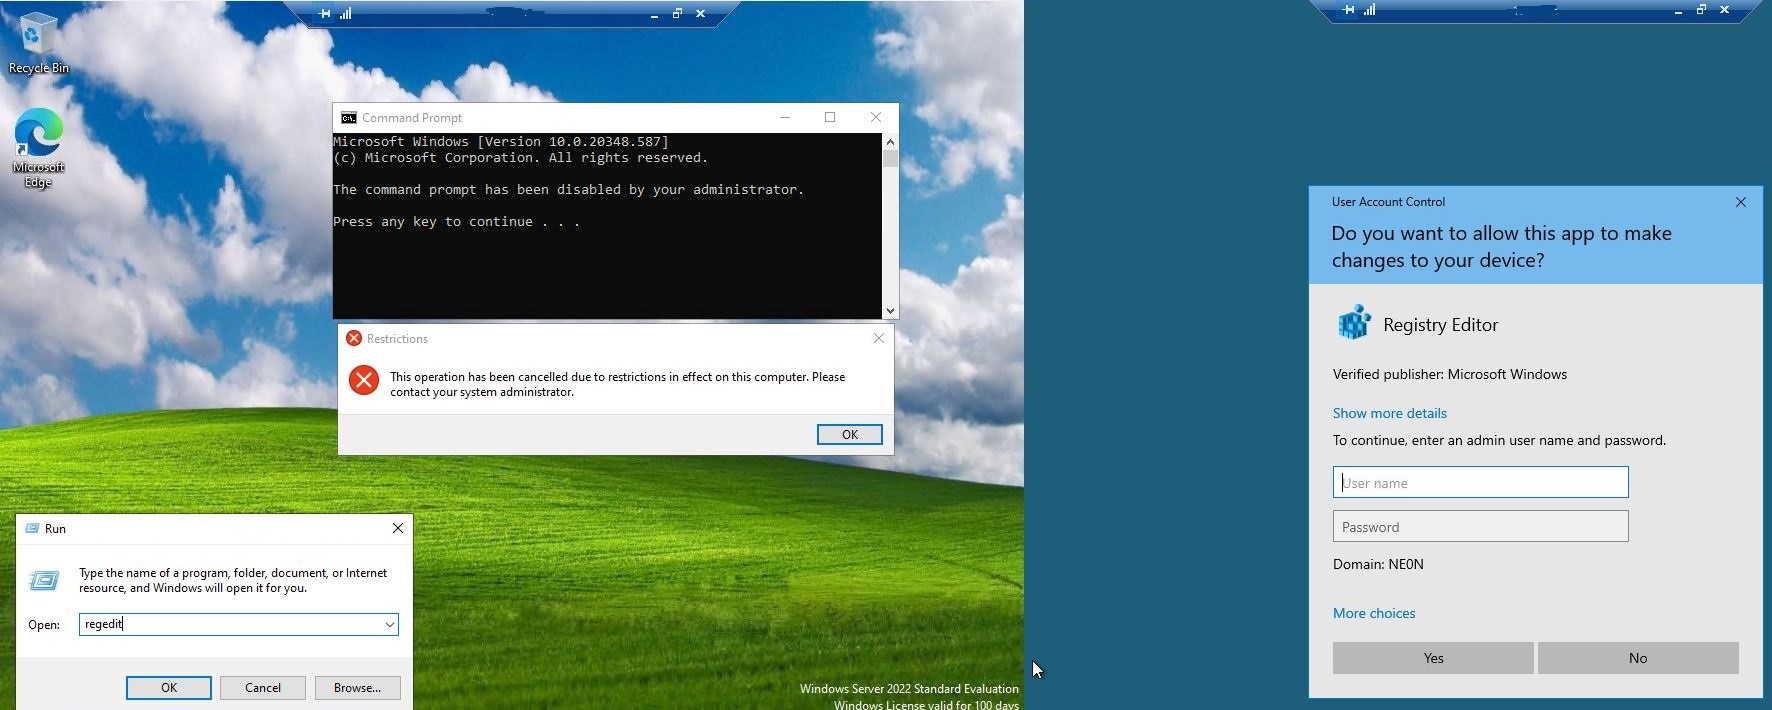 Recycle Bin
Microsoft
Edge
Command Prompt
C:\.
Microsoft Windows [Version 10.0.20348.587]
(c) Microsoft Corporation. All rights reserved.
The command prompt has been disabled by your administrator.
Press any key to continue . . .
Restrictions
This operation has been cancelled due to restrictions in effect on this computer. Please
contact your system administrator.
OK
Run
Type the name of a program, folder, document, or Internet
resource, and Windows will open it for you.
Open:
regedit
OK
Cancel
Browse...
Windows Server 2022 Standard Evaluation
Windows License valid for 100 days
User Account Control
Do you want to allow this app to make
changes to your device?
Registry Editor
Verified publisher: Microsoft Windows
Show more details
To continue, enter an admin user name and password.
User name
Password
Domain: NE0N
More choices
Yes
No